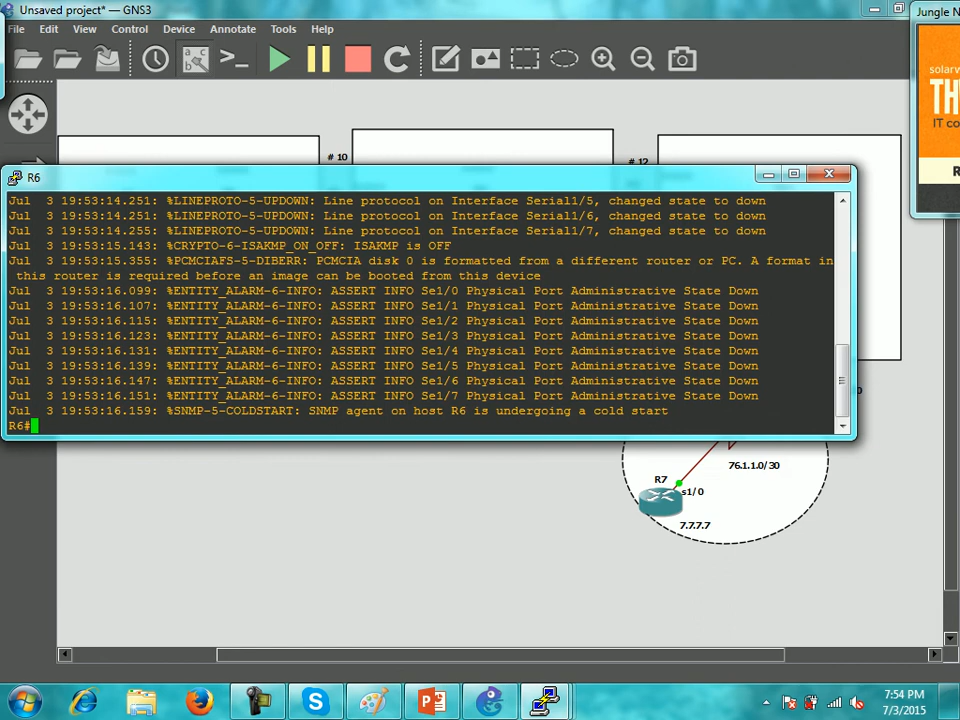 Unsaved project* — GNS3
Jungle N
File Edit View Control Device Annotate Tools Help
solarw
TH
IT co
R
# 10
# 12
R6
Jul  3 19:53:14.251: %LINEPROTO-5-UPDOWN: Line protocol on Interface Serial1/5, changed state to down
Jul  3 19:53:14.251: %LINEPROTO-5-UPDOWN: Line protocol on Interface Serial1/6, changed state to down
Jul  3 19:53:14.255: %LINEPROTO-5-UPDOWN: Line protocol on Interface Serial1/7, changed state to down
Jul  3 19:53:15.143: %CRYPTO-6-ISAKMP_ON_OFF: ISAKMP is OFF
Jul  3 19:53:15.355: %PCMCIAFS-5-DIBERR: PCMCIA disk 0 is formatted from a different router or PC. A format in
this router is required before an image can be booted from this device
Jul  3 19:53:16.099: %ENTITY_ALARM-6-INFO: ASSERT INFO Se1/0 Physical Port Administrative State Down
Jul  3 19:53:16.107: %ENTITY_ALARM-6-INFO: ASSERT INFO Se1/1 Physical Port Administrative State Down
Jul  3 19:53:16.115: %ENTITY_ALARM-6-INFO: ASSERT INFO Se1/2 Physical Port Administrative State Down
Jul  3 19:53:16.123: %ENTITY_ALARM-6-INFO: ASSERT INFO Se1/3 Physical Port Administrative State Down
Jul  3 19:53:16.131: %ENTITY_ALARM-6-INFO: ASSERT INFO Se1/4 Physical Port Administrative State Down
Jul  3 19:53:16.139: %ENTITY_ALARM-6-INFO: ASSERT INFO Se1/5 Physical Port Administrative State Down
Jul  3 19:53:16.147: %ENTITY_ALARM-6-INFO: ASSERT INFO Se1/6 Physical Port Administrative State Down
Jul  3 19:53:16.151: %ENTITY_ALARM-6-INFO: ASSERT INFO Se1/7 Physical Port Administrative State Down
Jul  3 19:53:16.159: %SNMP-5-COLDSTART: SNMP agent on host R6 is undergoing a cold start
R6#
76.1.1.0/30
R7
s1/0
7.7.7.7
7:54 PM
7/3/2015